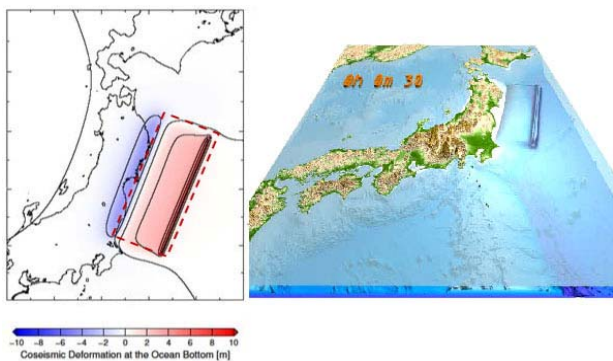 0h 0m 30
-10 -8 -6 -4 -2 0 2 4 6 8 10
Coseismic Deformation at the Ocean Bottom [m]